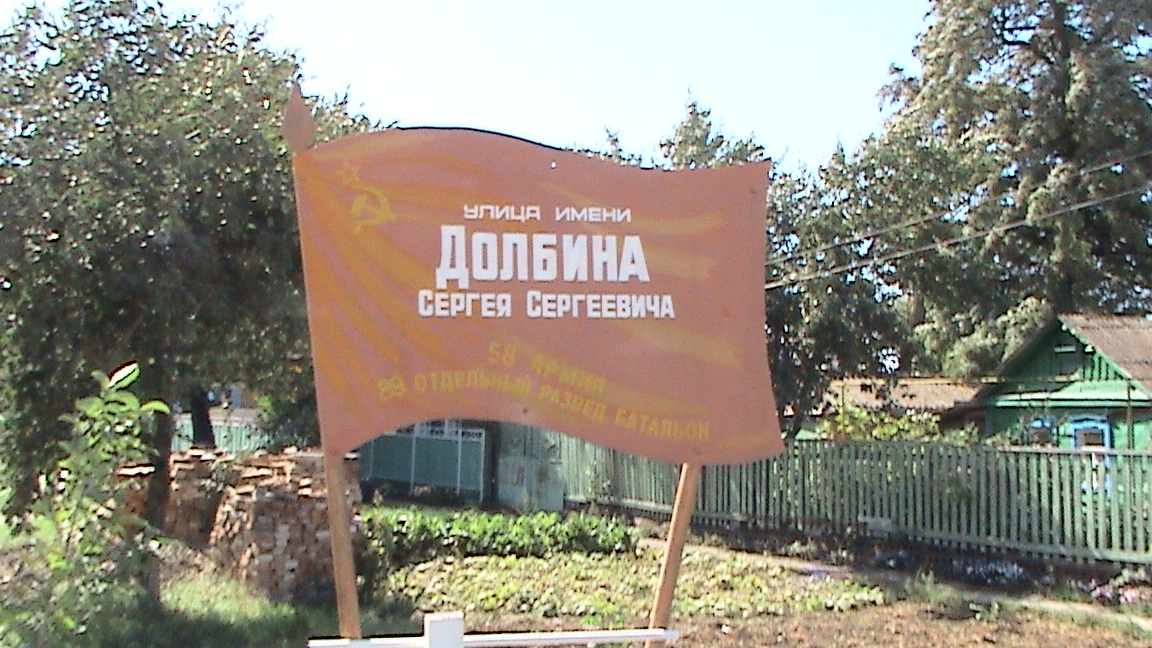 УЛИЦА ИМЕНИ
ДОЛБИНА
СЕРГЕЯ СЕРГЕЕВИЧА
58 АРМИЯ
89 ОТДЕЛЬНЫЙ РАЗВЕД БАТАЛЬОН